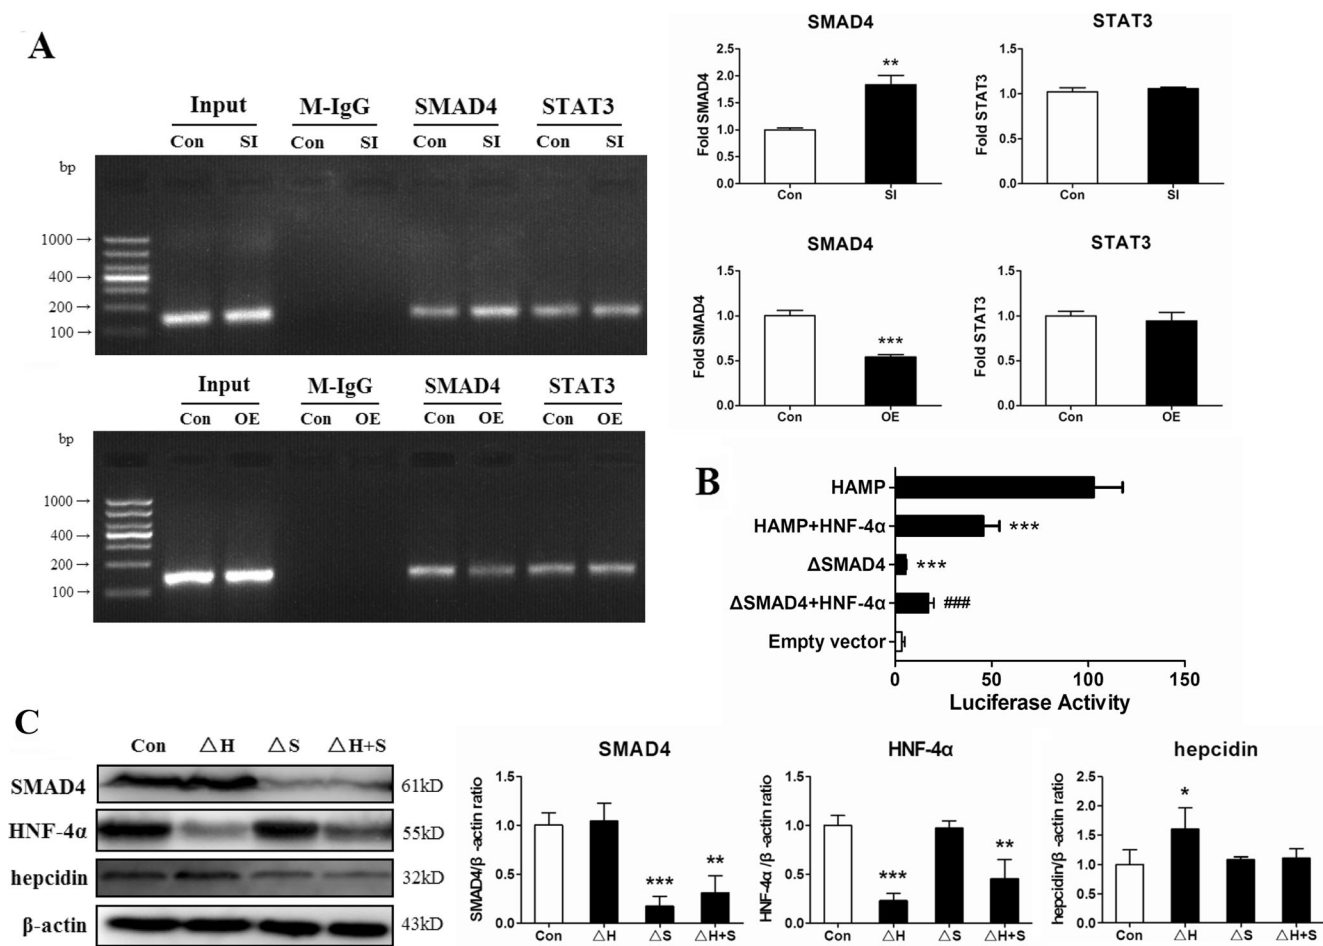 A
Input M-IgG SMAD4 STAT3
Con SI Con SI Con SI Con SI
bp
1000 →
400 →
200 →
100 →
Input M-IgG SMAD4 STAT3
Con OE Con OE Con OE Con OE
bp
1000 →
400 →
200 →
100 →
SMAD4
Fold SMAD4
2.5
2.0
1.5
1.0
0.5
0.0
**
Con SI
STAT3
Fold STAT3
1.5
1.0
0.5
0.0
Con SI
SMAD4
Fold SMAD4
1.5
1.0
0.5
0.0
***
Con OE
STAT3
Fold STAT3
1.5
1.0
0.5
0.0
Con OE
B
HAMP
HAMP+HNF-4α ***
ΔSMAD4 ***
ΔSMAD4+HNF-4α ###
Empty vector
0 50 100 150
Luciferase Activity
C
Con △H △S △H+S
SMAD4 61kD
HNF-4α 55kD
hepcidin 32kD
β-actin 43kD
SMAD4
SMAD4/β-actin ratio
1.5
1.0
0.5
0.0
*** **
Con △H △S △H+S
HNF-4α
HNF-4α/β-actin ratio
1.5
1.0
0.5
0.0
*** **
Con △H △S △H+S
hepcidin
hepcidin/β-actin ratio
2.5
2.0
1.5
1.0
0.5
0.0
*
Con △H △S △H+S